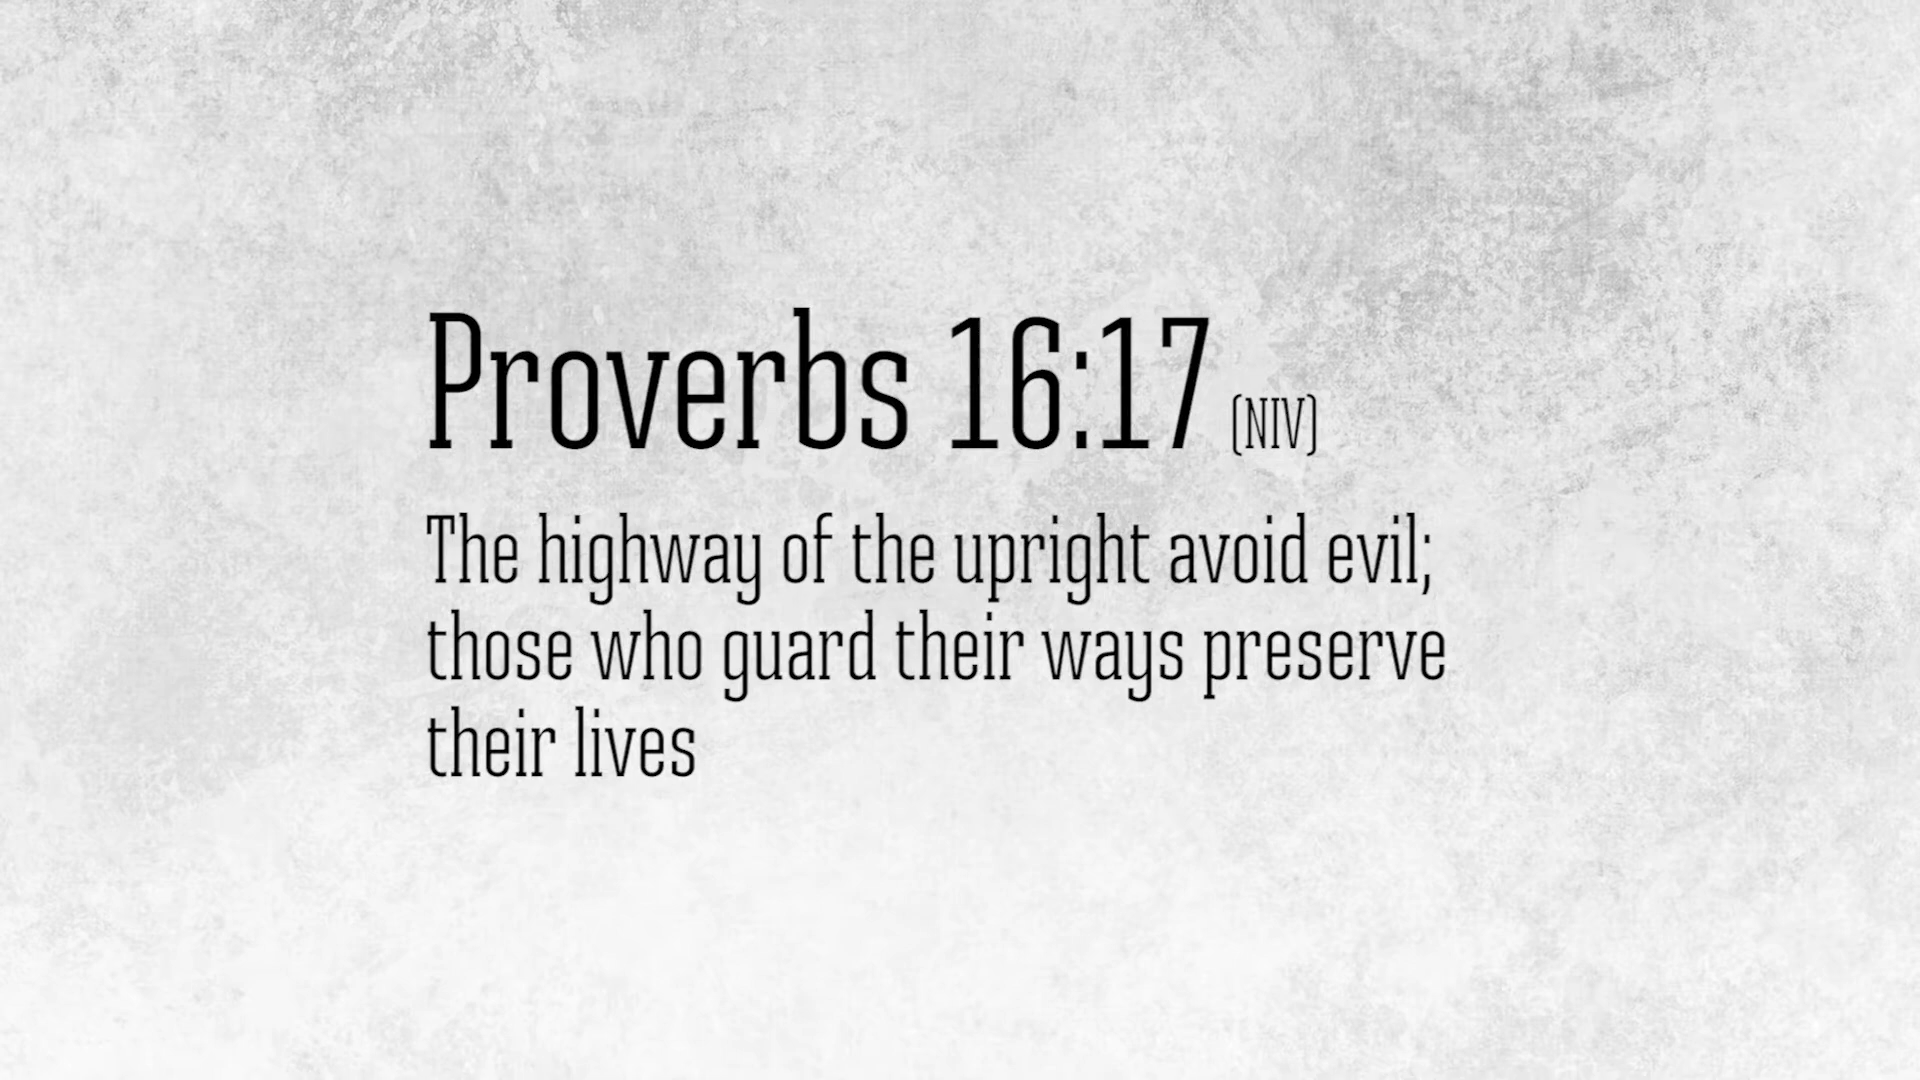 Proverbs 16:17 (NIV)
The highway of the upright avoid evil;
those who guard their ways preserve
their lives